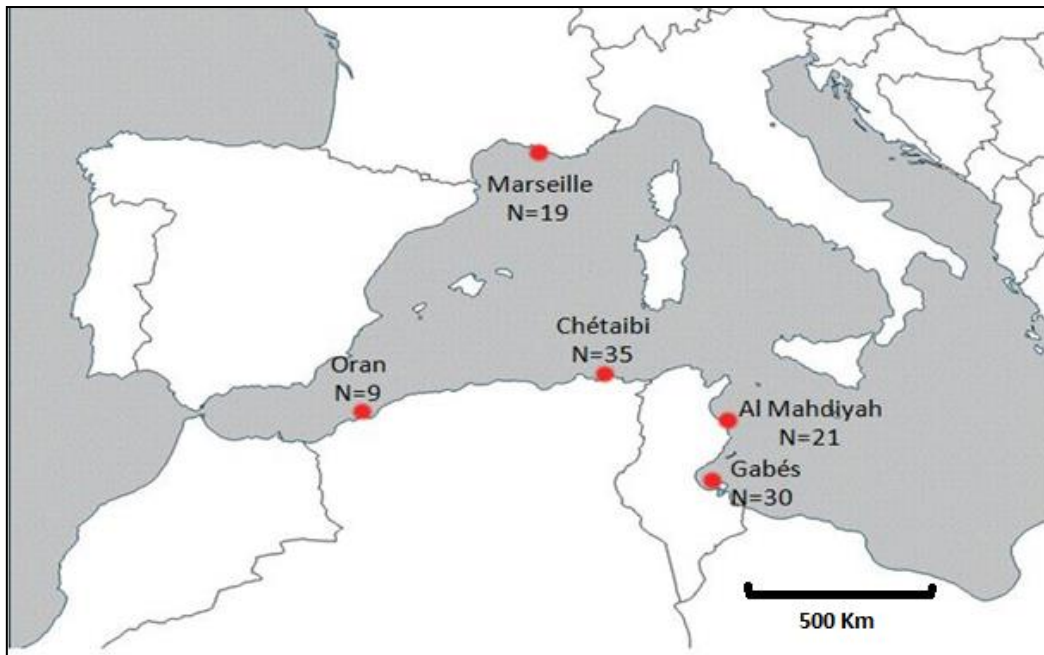 Marseille
N=19
Chétaibi
N=35
Oran
N=9
Al Mahdiyah
N=21
Gabés
N=30
500 Km